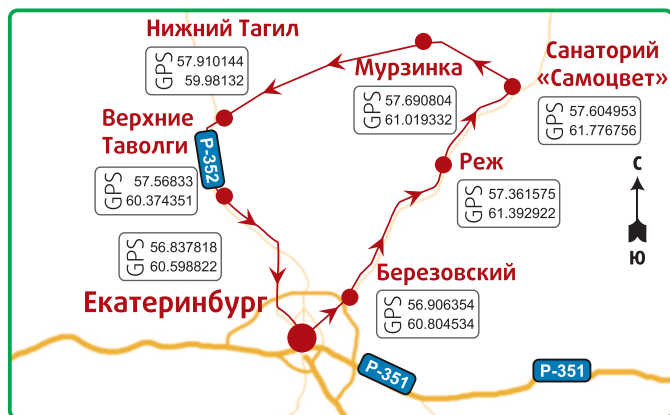 Нижний Тагил
GPS 57.910144
59.98132
Мурзинка
GPS 57.690804
61.019332
Санаторий
«Самоцвет»
GPS 57.604953
61.776756
Верхние
Таволги
P-352
GPS 57.56833
60.374351
Реж
GPS 57.361575
61.392922
С
Ю
GPS 56.837818
60.598822
Екатеринбург
Березовский
GPS 56.906354
60.804534
P-351
P-351